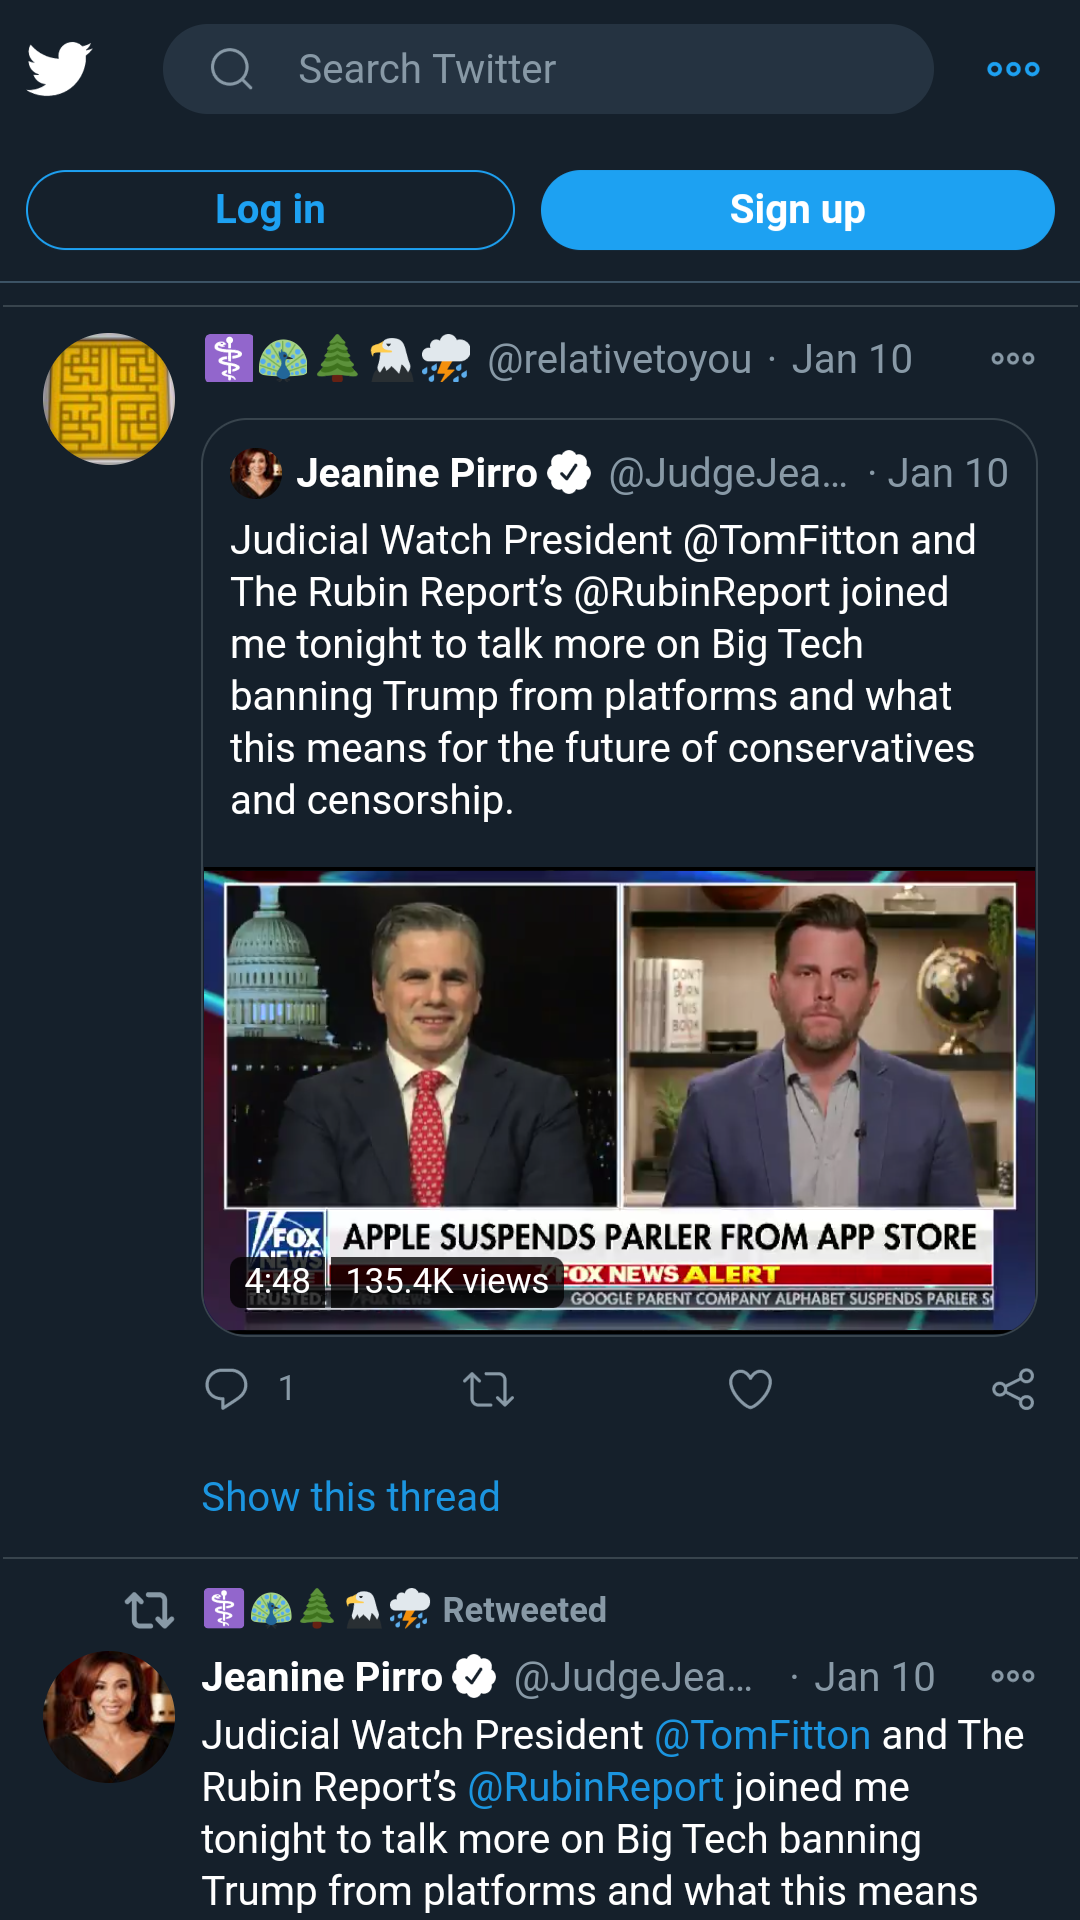 Search Twitter
Log in
Sign up
@relativetoyou · Jan 10
Jeanine Pirro @JudgeJea... · Jan 10
Judicial Watch President @TomFitton and
The Rubin Report's @RubinReport joined
me tonight to talk more on Big Tech
banning Trump from platforms and what
this means for the future of conservatives
and censorship.
DON'T
BURN
THIS
BOOK
FOX
NEWS
APPLE SUSPENDS PARLER FROM APP STORE
4:48 135.4K views
FOX NEWS ALERT
TRUSTED.
GOOGLE PARENT COMPANY ALPHABET SUSPENDS PARLER
1
Show this thread
Retweeted
Jeanine Pirro @JudgeJea... · Jan 10
Judicial Watch President @TomFitton and The
Rubin Report's @RubinReport joined me
tonight to talk more on Big Tech banning
Trump from platforms and what this means